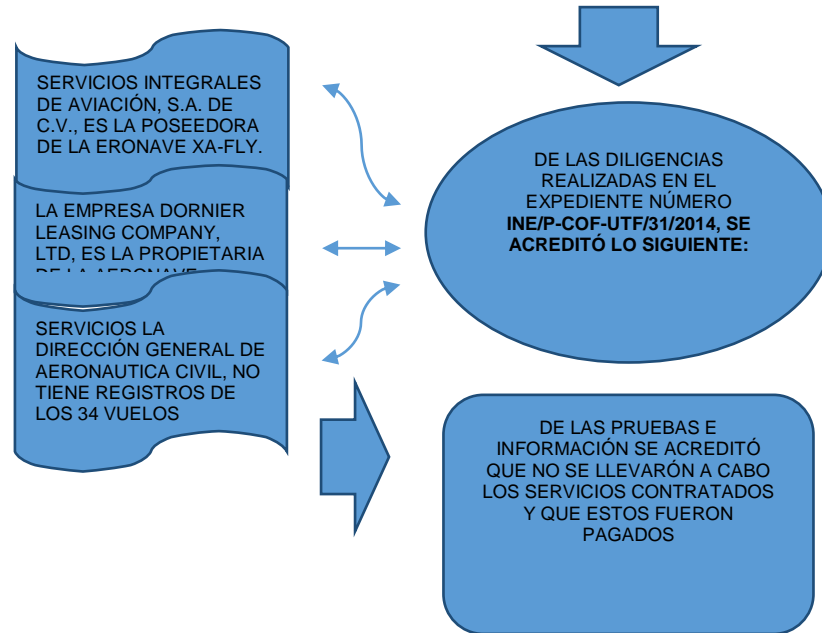 SERVICIOS INTEGRALES
DE AVIACIÓN, S.A. DE
C.V., ES LA POSEEDORA
DE LA ERONAVE XA-FLY.
LA EMPRESA DORNIER
LEASING COMPANY,
LTD, ES LA PROPIETARIA
DE LA AERONAVE
SERVICIOS LA
DIRECCIÓN GENERAL DE
AERONAUTICA CIVIL, NO
TIENE REGISTROS DE
LOS 34 VUELOS
DE LAS DILIGENCIAS
REALIZADAS EN EL
EXPEDIENTE NÚMERO
INE/P-COF-UTF/31/2014, SE
ACREDITÓ LO SIGUIENTE:
DE LAS PRUEBAS E
INFORMACIÓN SE ACREDITÓ
QUE NO SE LLEVARÓN A CABO
LOS SERVICIOS CONTRATADOS
Y QUE ESTOS FUERON
PAGADOS